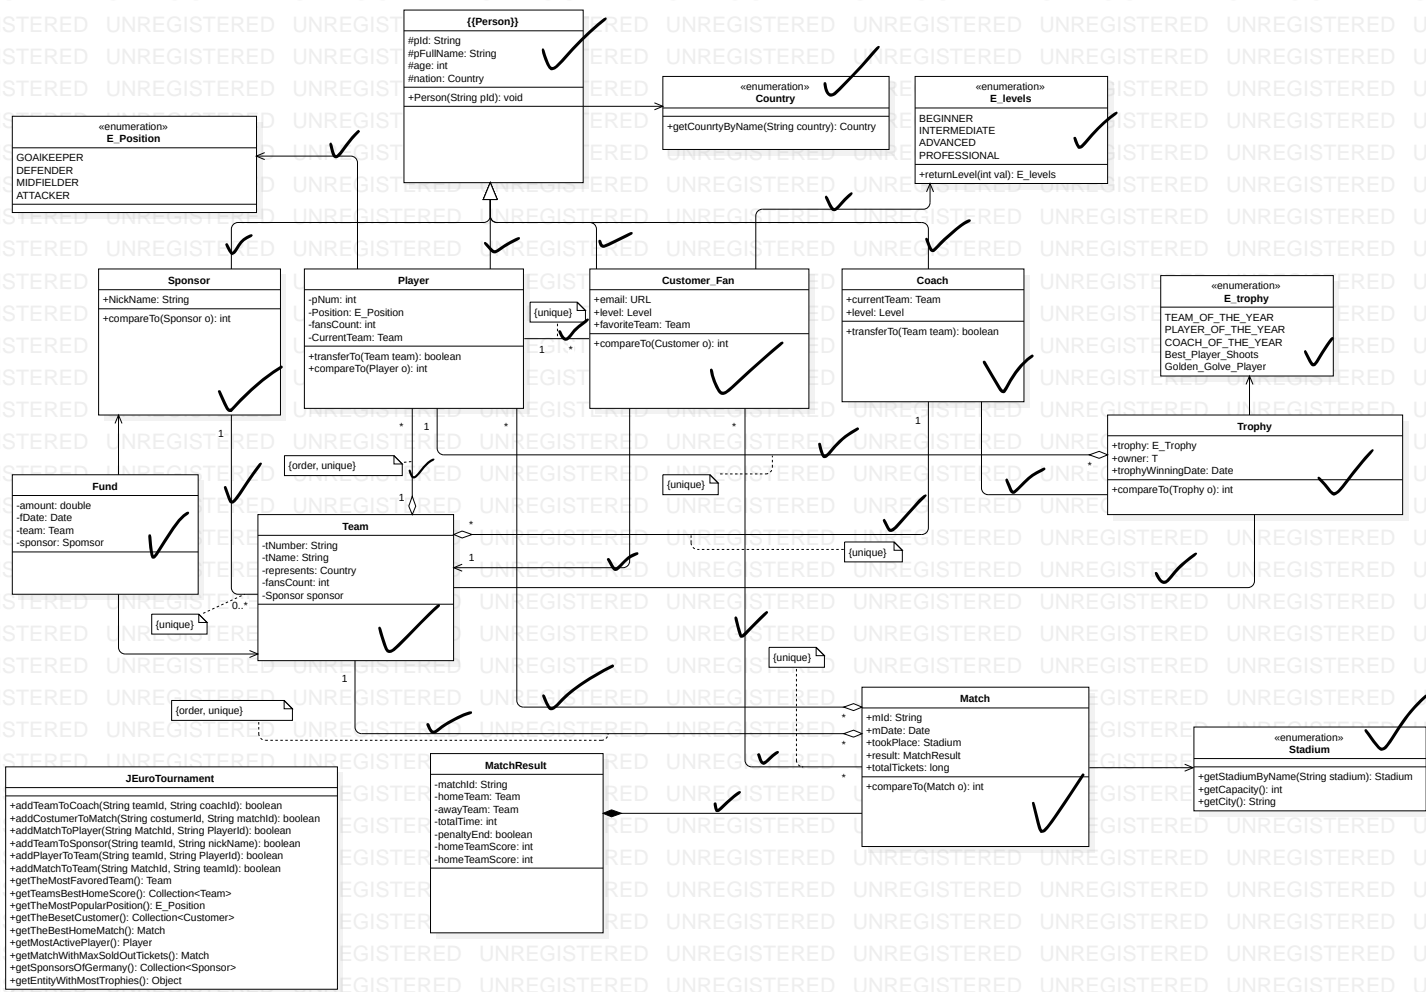 {{Person}}
#pId: String
#pFullName: String
#age: int
#nation: Country
+Person(String pId): void
«enumeration»
Country
+getCounrtyByName(String country): Country
«enumeration»
E_levels
BEGINNER
INTERMEDIATE
ADVANCED
PROFESSIONAL
+returnLevel(int val): E_levels
«enumeration»
E_Position
GOAlKEEPER
DEFENDER
MIDFIELDER
ATTACKER
Sponsor
+NickName: String
+compareTo(Sponsor o): int
Player
-pNum: int
-Position: E_Position
-fansCount: int
-CurrentTeam: Team
+transferTo(Team team): boolean
+compareTo(Player o): int
{unique}
1
*
Customer_Fan
+email: URL
+level: Level
+favoriteTeam: Team
+compareTo(Customer o): int
Coach
+currentTeam: Team
+level: Level
+transferTo(Team team): boolean
«enumeration»
E_trophy
TEAM_OF_THE_YEAR
PLAYER_OF_THE_YEAR
COACH_OF_THE_YEAR
Best_Player_Shoots
Golden_Golve_Player
1
*
1
*
*
1
Trophy
+trophy: E_Trophy
+owner: T
+trophyWinningDate: Date
+compareTo(Trophy o): int
*
{order, unique}
{unique}
Fund
-amount: double
-fDate: Date
-team: Team
-sponsor: Spomsor
1
Team
-tNumber: String
-tName: String
-represents: Country
-fansCount: int
-Sponsor sponsor
*
1
{unique}
0..*
{unique}
{unique}
1
{order, unique}
Match
+mId: String
+mDate: Date
+tookPlace: Stadium
+result: MatchResult
+totalTickets: long
+compareTo(Match o): int
*
*
*
«enumeration»
Stadium
+getStadiumByName(String stadium): Stadium
+getCapacity(): int
+getCity(): String
MatchResult
-matchId: String
-homeTeam: Team
-awayTeam: Team
-totalTime: int
-penaltyEnd: boolean
-homeTeamScore: int
-homeTeamScore: int
JEuroTournament
+addTeamToCoach(String teamId, String coachId): boolean
+addCostumerToMatch(String costumerId, String matchId): boolean
+addMatchToPlayer(String MatchId, String PlayerId): boolean
+addTeamToSponsor(String teamId, String nickName): boolean
+addPlayerToTeam(String teamId, String PlayerId): boolean
+addMatchToTeam(String MatchId, String teamId): boolean
+getTheMostFavoredTeam(): Team
+getTeamsBestHomeScore(): Collection<Team>
+getTheMostPopularPosition(): E_Position
+getTheBesetCustomer(): Collection<Customer>
+getTheBestHomeMatch(): Match
+getMostActivePlayer(): Player
+getMatchWithMaxSoldOutTickets(): Match
+getSponsorsOfGermany(): Collection<Sponsor>
+getEntityWithMostTrophies(): Object
UNREGISTERED